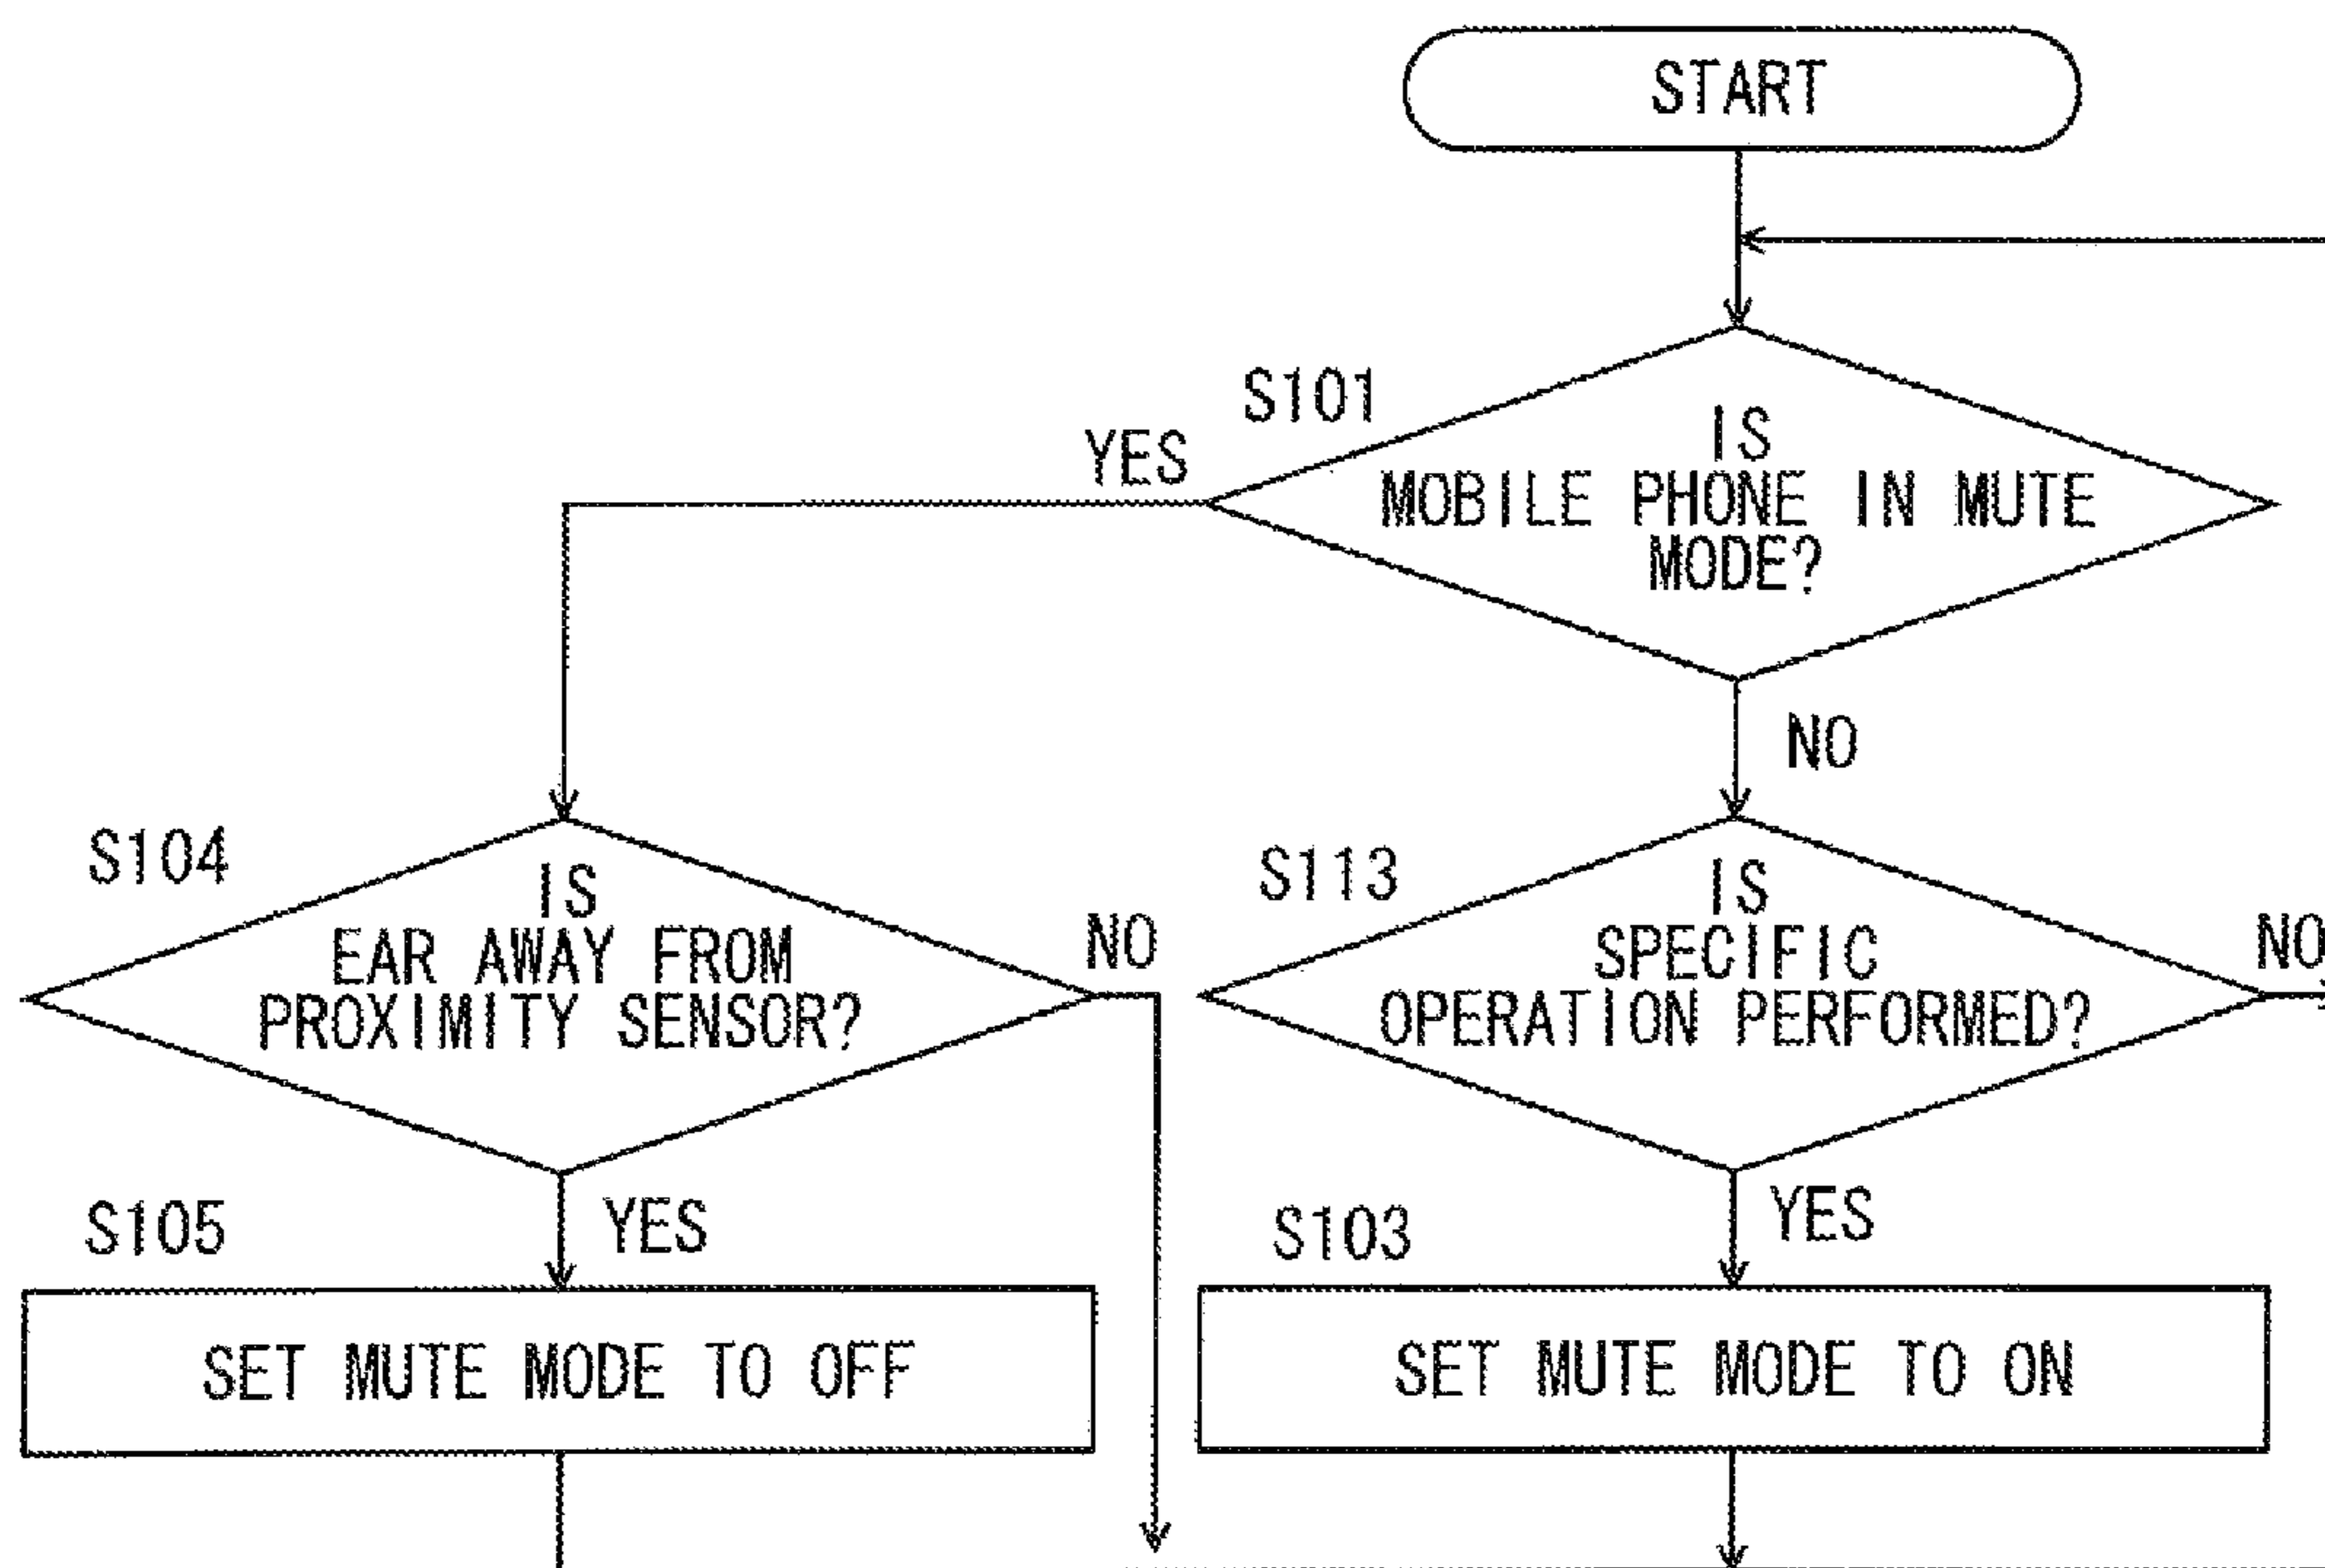 START
S101
YES
IS
MOBILE PHONE IN MUTE
MODE?
NO
S104
IS
EAR AWAY FROM
PROXIMITY SENSOR?
NO
S113
IS
SPECIFIC
OPERATION PERFORMED?
NO
S105
YES
S103
YES
SET MUTE MODE TO OFF
SET MUTE MODE TO ON